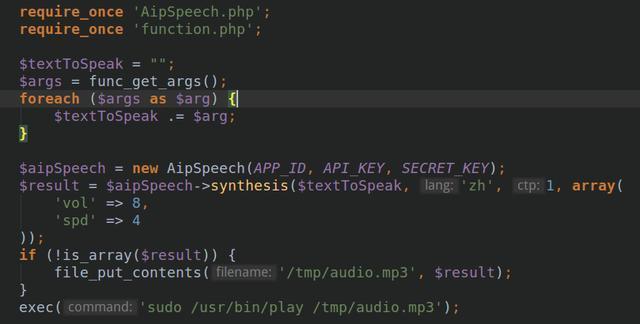 require_once 'AipSpeech.php';
require_once 'function.php';
$textToSpeak = "";
$args = func_get_args();
foreach ($args as $arg) {
$textToSpeak .= $arg;
}
$aipSpeech = new AipSpeech(APP_ID, API_KEY, SECRET_KEY);
$result = $aipSpeech->synthesis($textToSpeak, lang: 'zh', ctp: 1, array(
'vol' => 8,
'spd' => 4
));
if (!is_array($result)) {
file_put_contents( filename: '/tmp/audio.mp3', $result);
}
exec( command: 'sudo /usr/bin/play /tmp/audio.mp3');